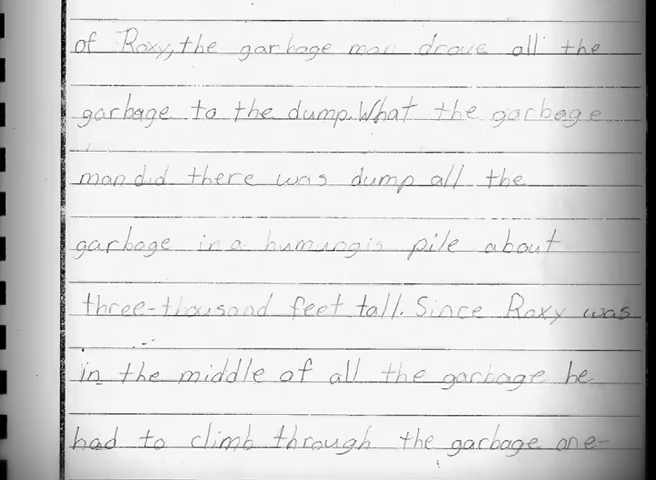 of Roxy, the garbage man drove all the
garbage to the dump. What the garbage
man did there was dump all the
garbage in a humungis pile about
three-thousand feet tall. Since Roxy was
in the middle of all the garbage he
had to climb through the garbage one-